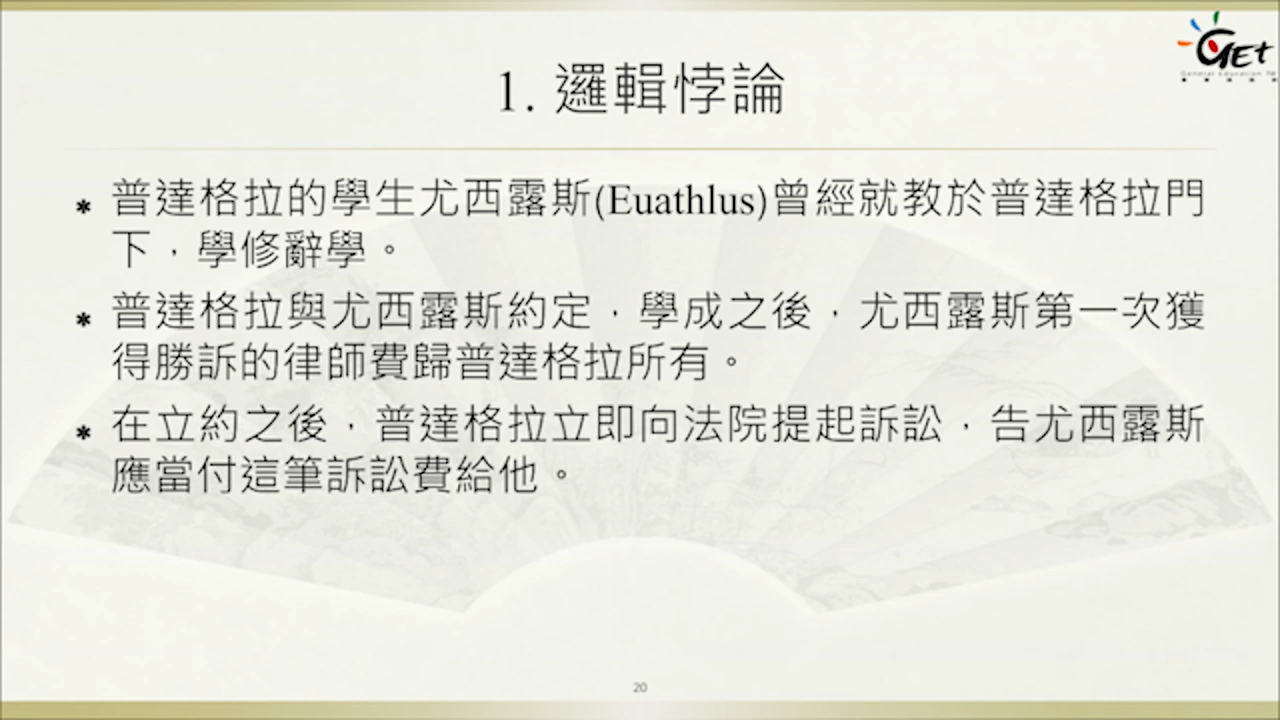 GET
General Education TW
1. 邏輯悖論
* 普達格拉的學生尤西露斯(Euathlus)曾經就教於普達格拉門
下，學修辭學。
* 普達格拉與尤西露斯約定，學成之後，尤西露斯第一次獲
得勝訴的律師費歸普達格拉所有。
* 在立約之後，普達格拉立即向法院提起訴訟，告尤西露斯
應當付這筆訴訟費給他。
20